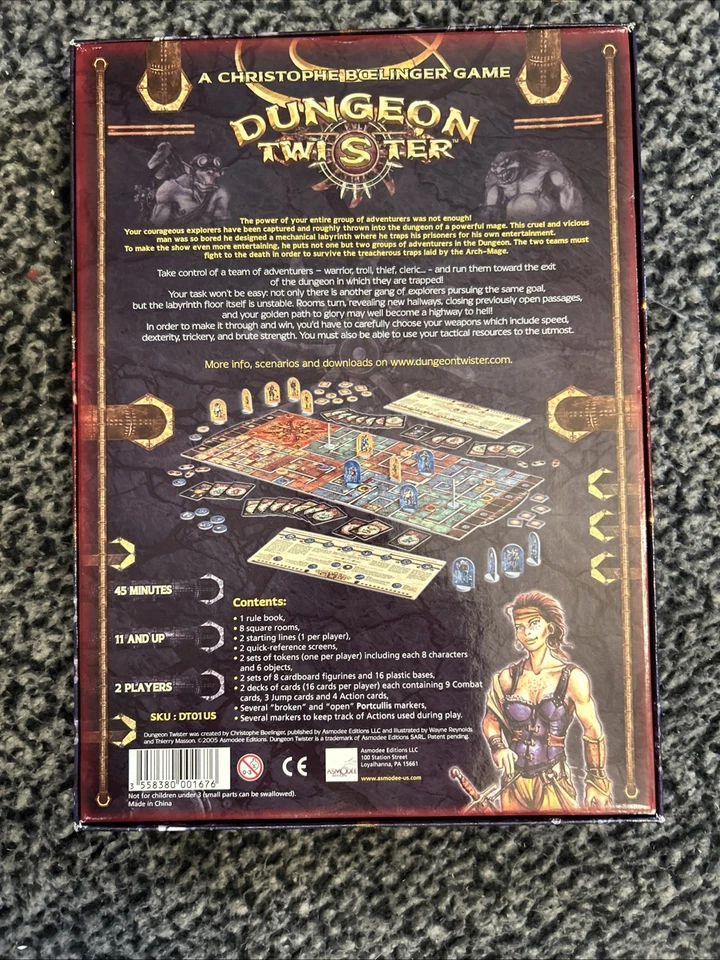 A CHRISTOPHE BŒLINGER GAME
DUNGEON
TWISTER™
The power of your entire group of adventurers was not enough!
Your courageous explorers have been captured and roughly thrown into the dungeon of a powerful mage. This cruel and vicious
man was so bored he designed a mechanical labyrinth where he traps his prisoners for his own entertainment.
To make the show even more entertaining, he puts not one but two groups of adventurers in the Dungeon. The two teams must
fight to the death in order to survive the treacherous traps laid by the Arch-Mage.
Take control of a team of adventurers – warrior, troll, thief, cleric... - and run them toward the exit
of the dungeon in which they are trapped!
Your task won't be easy: not only there is another gang of explorers pursuing the same goal,
but the labyrinth floor itself is unstable. Rooms turn, revealing new hallways, closing previously open passages,
and your golden path to glory may well become a highway to hell!
In order to make it through and win, you'd have to carefully choose your weapons which include speed,
dexterity, trickery, and brute strength. You must also be able to use your tactical resources to the utmost.
More info, scenarios and downloads on www.dungeontwister.com.
45 MINUTES
11 AND UP
2 PLAYERS
SKU : DT01US
Contents:
• 1 rule book,
• 8 square rooms,
• 2 starting lines (1 per player),
• 2 quick-reference screens,
• 2 sets of tokens (one per player) including each 8 characters
and 6 objects,
• 2 sets of 8 cardboard figurines and 16 plastic bases,
• 2 decks of cards (16 cards per player) each containing 9 Combat
cards, 3 Jump cards and 4 Action cards,
• Several "broken" and "open" Portcullis markers,
• Several markers to keep track of Actions used during play.
Dungeon Twister was created by Christophe Boelinger, published by Asmodee Editions LLC and illustrated by Wayne Reynolds
and Thierry Masson. ©2005 Asmodee Editions. Dungeon Twister is a trademark of Asmodee Editions SARL. Patent pending.
3 558380 001676
0-3
CE
ASMODEE
Asmodee Editions LLC
100 Station Street
Loyalhanna, PA 15661
www.asmodee-us.com
Not for children under 3 (small parts can be swallowed).
Made in China